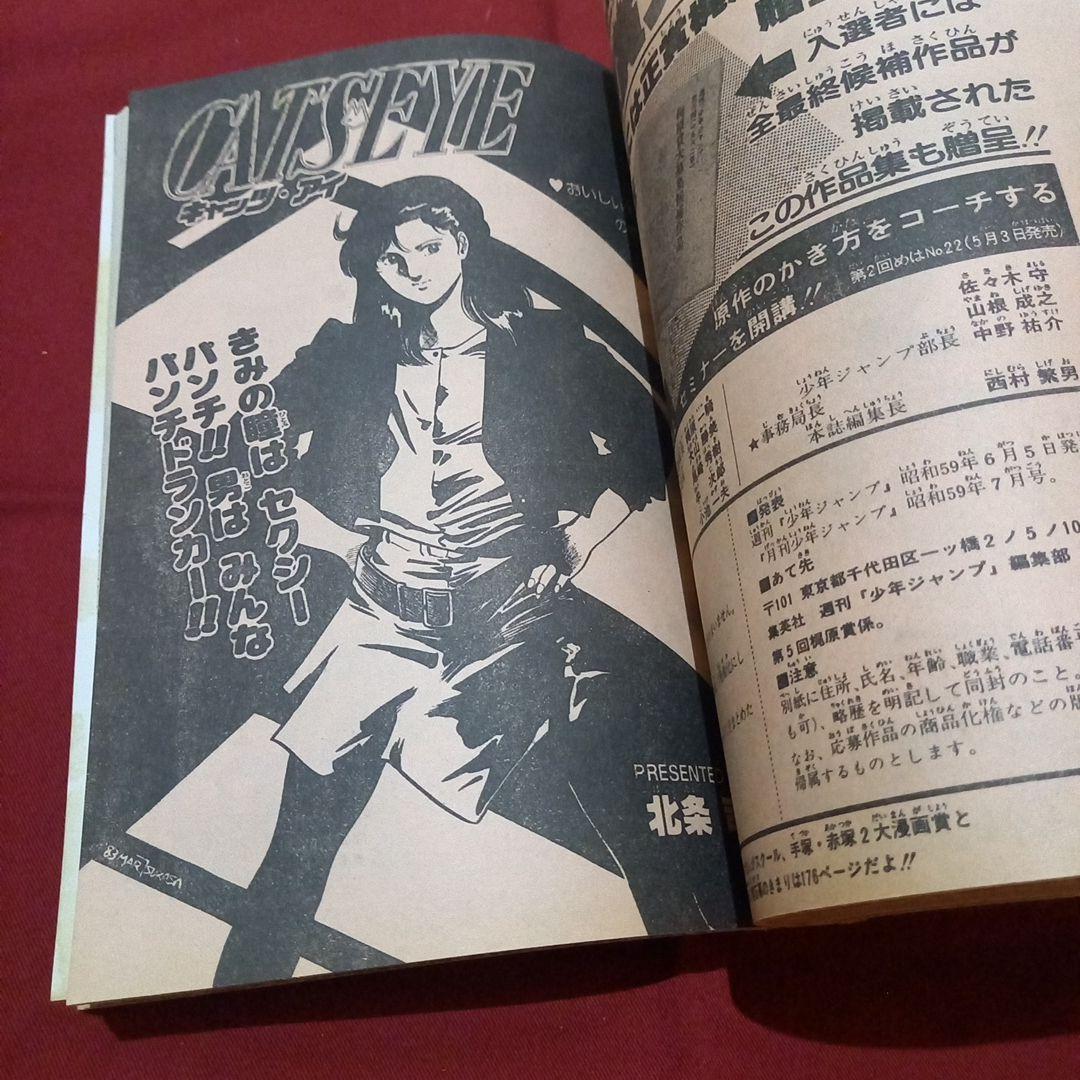 CAT'S EYE
キャッツ・アイ
♥おいしい
の
きみの瞳は セクシー
パンチ!! 男は みんな
パンチドランカー!!
PRESENTED
北条
'83 MAR Tsukasa
贈
は正賞
入選者には
全最終候補作品が
掲載された
この作品集も贈呈!!
原作のかき方をコーチする
セミナーを開講!!
第2回めはNo.22(5月3日発売)
佐々木 守
山根 成之
中野 祐介
少年ジャンプ部長
★事務局長
本誌編集長
西村 繁男
■発表
週刊『少年ジャンプ』昭和59年6月5日発
『月刊少年ジャンプ』昭和59年7月号。
■あて先
〒101 東京都千代田区一ツ橋2ノ5ノ10
集英社 週刊『少年ジャンプ』編集部
第5回梶原賞係。
■注意
別紙に住所、氏名、年齢、職業、電話番
も可)、略歴を明記して同封のこと。
なお、応募作品の商品化権などの版
帰属するものとします。
スクール、手塚・赤塚2大漫画賞と
のきまりは176ページだよ!!